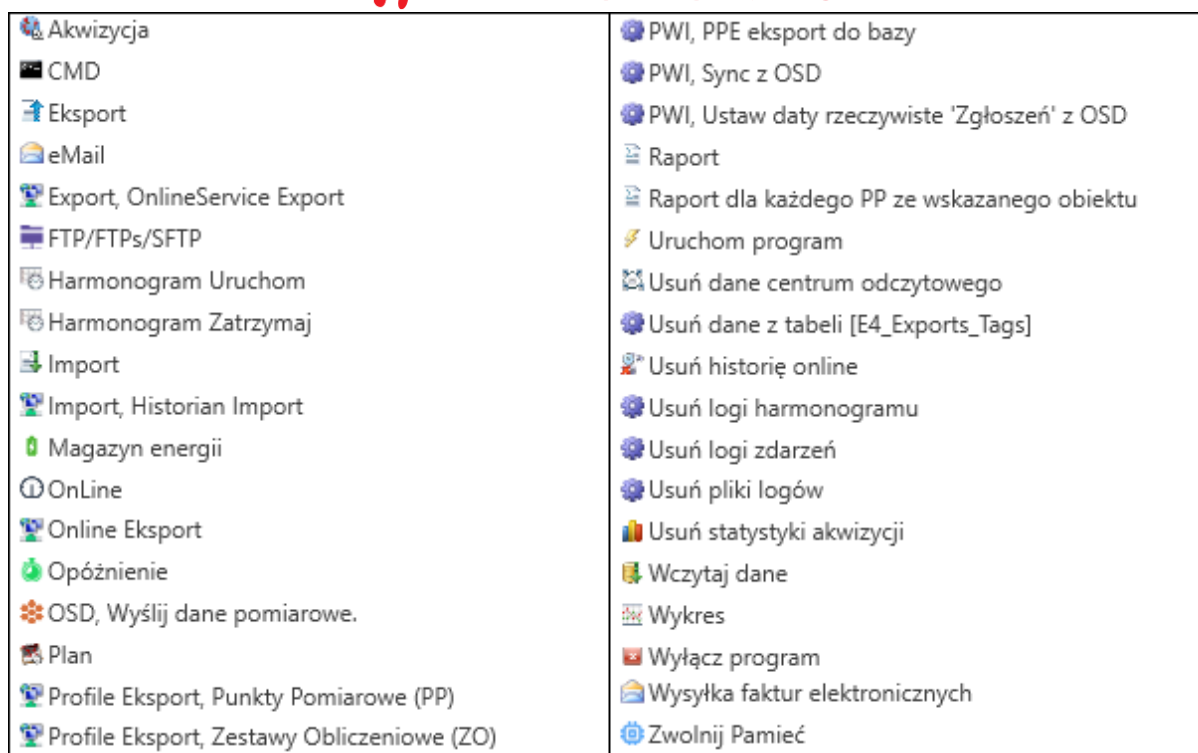 Akwizycja
CMD
Eksport
eMail
Export, OnlineService Export
FTP/FTPs/SFTP
Harmonogram Uruchom
Harmonogram Zatrzymaj
Import
Import, Historian Import
Magazyn energii
OnLine
Online Eksport
Opóźnienie
OSD, Wyślij dane pomiarowe.
Plan
Profile Eksport, Punkty Pomiarowe (PP)
Profile Eksport, Zestawy Obliczeniowe (ZO)
PWI, PPE eksport do bazy
PWI, Sync z OSD
PWI, Ustaw daty rzeczywiste 'Zgłoszeń' z OSD
Raport
Raport dla każdego PP ze wskazanego obiektu
Uruchom program
Usuń dane centrum odczytowego
Usuń dane z tabeli [E4_Exports_Tags]
Usuń historię online
Usuń logi harmonogramu
Usuń logi zdarzeń
Usuń pliki logów
Usuń statystyki akwizycji
Wczytaj dane
Wykres
Wyłącz program
Wysyłka faktur elektronicznych
Zwolnij Pamieć